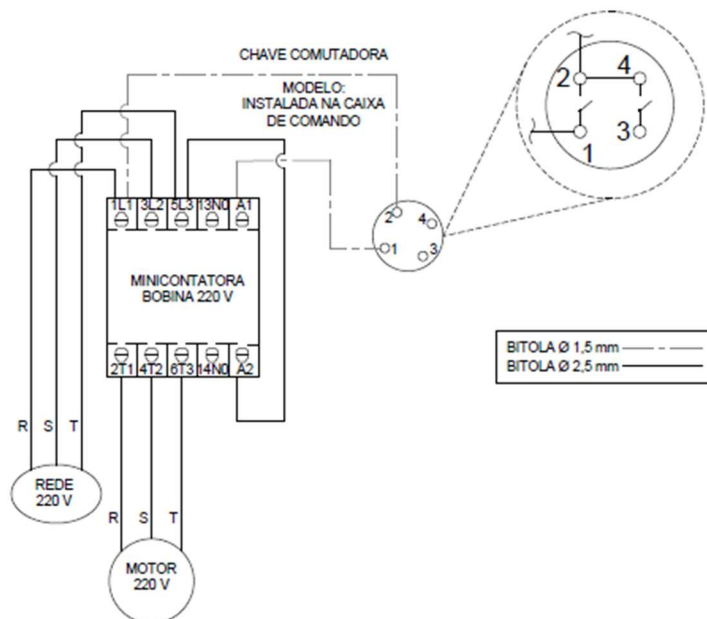 CHAVE COMUTADORA
MODELO:
INSTALADA NA CAIXA
DE COMANDO
2 4
1 3
1L1 3L2 5L3 13N0 A1
2 4
1 3
MINICONTATORA
BOBINA 220 V
BITOLA Ø 1,5 mm
BITOLA Ø 2,5 mm
2T1 4T2 6T3 14N0 A2
R S T
REDE
220 V
R S T
MOTOR
220 V